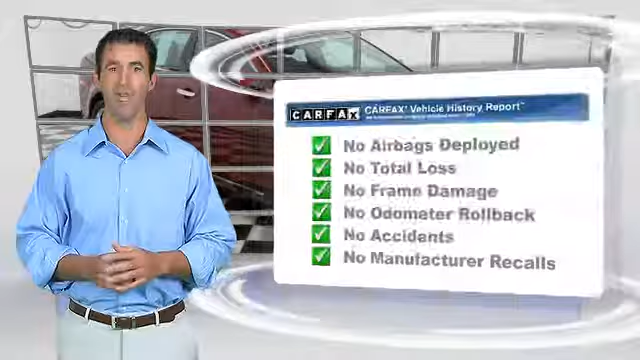 CARFAX CARFAX Vehicle History Report™
No Airbags Deployed
No Total Loss
No Frame Damage
No Odometer Rollback
No Accidents
No Manufacturer Recalls